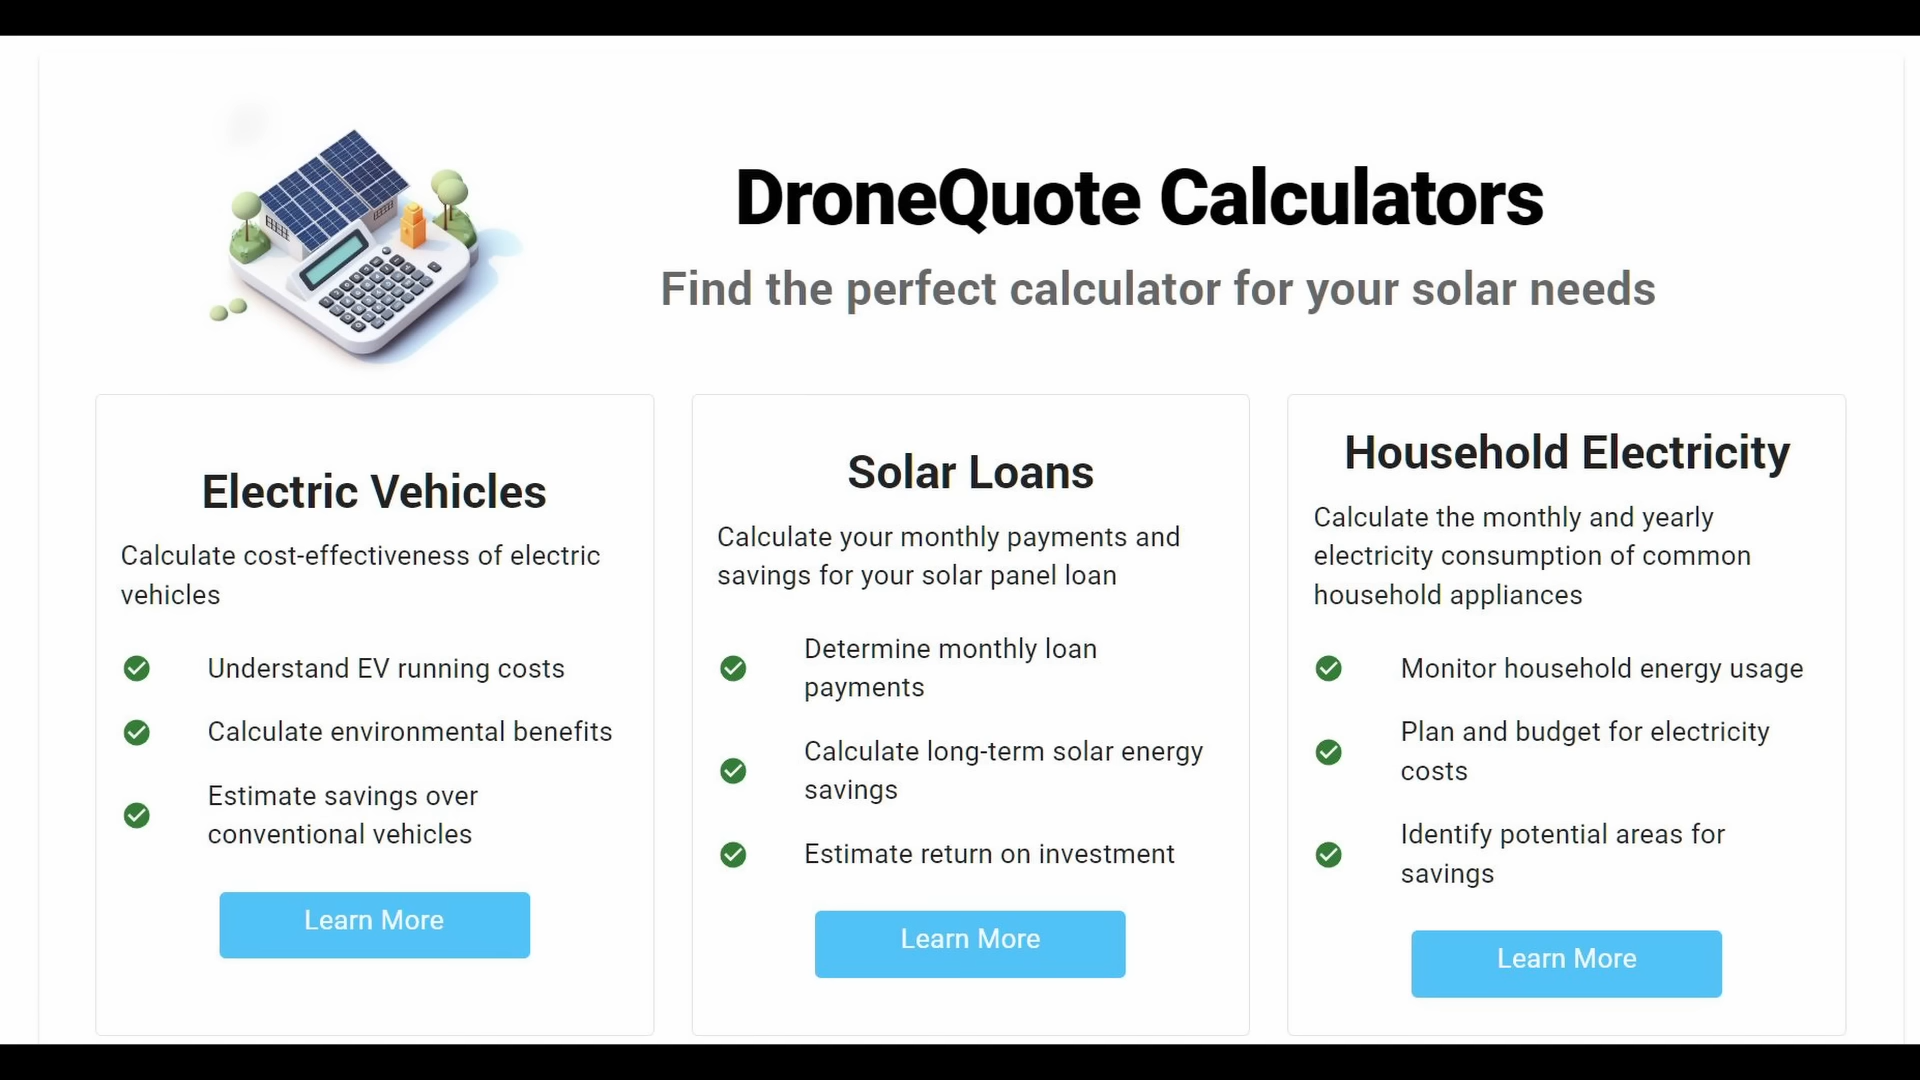 DroneQuote Calculators
Find the perfect calculator for your solar needs
Electric Vehicles
Calculate cost-effectiveness of electric
vehicles
Understand EV running costs
Calculate environmental benefits
Estimate savings over
conventional vehicles
Learn More
Solar Loans
Calculate your monthly payments and
savings for your solar panel loan
Determine monthly loan
payments
Calculate long-term solar energy
savings
Estimate return on investment
Learn More
Household Electricity
Calculate the monthly and yearly
electricity consumption of common
household appliances
Monitor household energy usage
Plan and budget for electricity
costs
Identify potential areas for
savings
Learn More